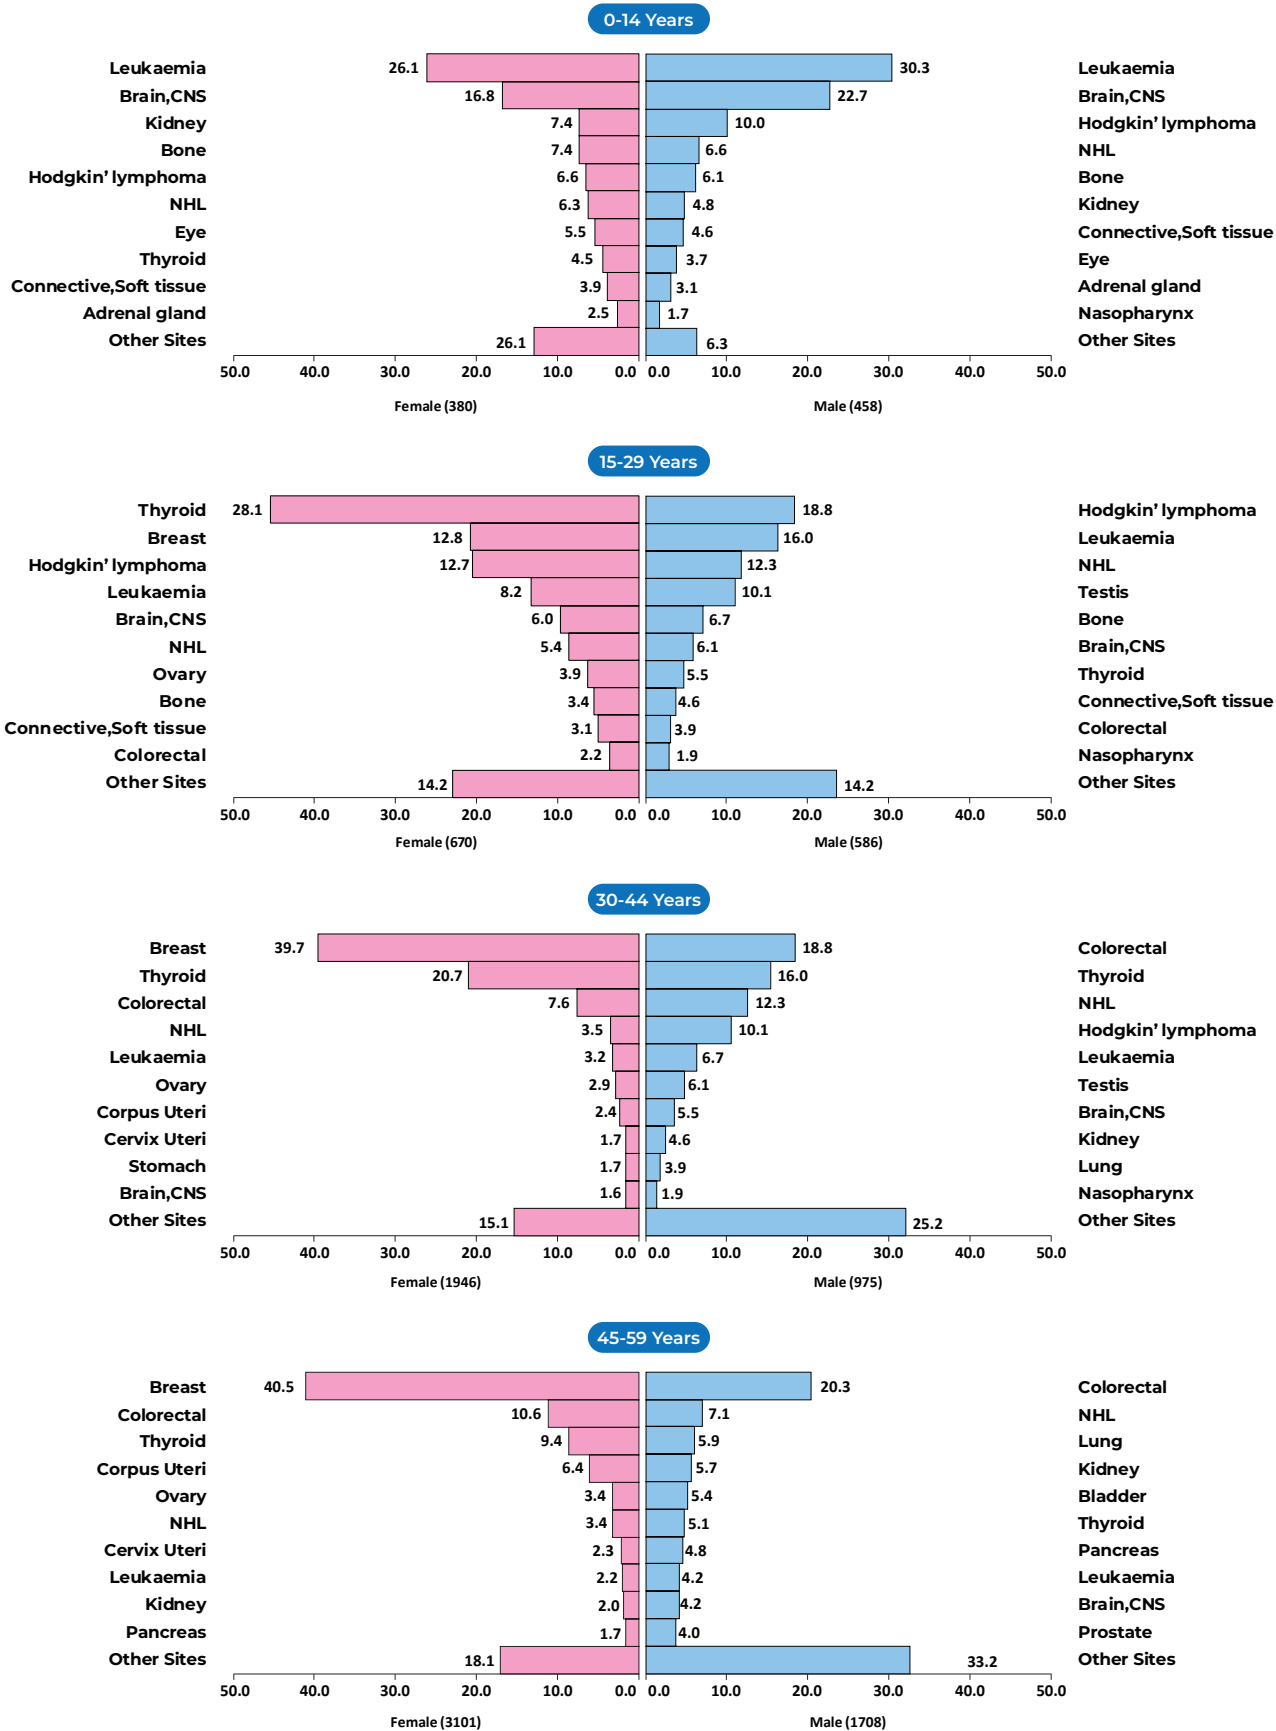 0-14 Years
Leukaemia 26.1 30.3 Leukaemia
Brain,CNS 16.8 22.7 Brain,CNS
Kidney 7.4 10.0 Hodgkin’ lymphoma
Bone 7.4 6.6 NHL
Hodgkin’ lymphoma 6.6 6.1 Bone
NHL 6.3 4.8 Kidney
Eye 5.5 4.6 Connective,Soft tissue
Thyroid 4.5 3.7 Eye
Connective,Soft tissue 3.9 3.1 Adrenal gland
Adrenal gland 2.5 1.7 Nasopharynx
Other Sites 26.1 6.3 Other Sites
50.0 40.0 30.0 20.0 10.0 0.0 0.0 10.0 20.0 30.0 40.0 50.0
Female (380) Male (458)
15-29 Years
Thyroid 28.1 18.8 Hodgkin’ lymphoma
Breast 12.8 16.0 Leukaemia
Hodgkin’ lymphoma 12.7 12.3 NHL
Leukaemia 8.2 10.1 Testis
Brain,CNS 6.0 6.7 Bone
NHL 5.4 6.1 Brain,CNS
Ovary 3.9 5.5 Thyroid
Bone 3.4 4.6 Connective,Soft tissue
Connective,Soft tissue 3.1 3.9 Colorectal
Colorectal 2.2 1.9 Nasopharynx
Other Sites 14.2 14.2 Other Sites
50.0 40.0 30.0 20.0 10.0 0.0 0.0 10.0 20.0 30.0 40.0 50.0
Female (670) Male (586)
30-44 Years
Breast 39.7 18.8 Colorectal
Thyroid 20.7 16.0 Thyroid
Colorectal 7.6 12.3 NHL
NHL 3.5 10.1 Hodgkin’ lymphoma
Leukaemia 3.2 6.7 Leukaemia
Ovary 2.9 6.1 Testis
Corpus Uteri 2.4 5.5 Brain,CNS
Cervix Uteri 1.7 4.6 Kidney
Stomach 1.7 3.9 Lung
Brain,CNS 1.6 1.9 Nasopharynx
Other Sites 15.1 25.2 Other Sites
50.0 40.0 30.0 20.0 10.0 0.0 0.0 10.0 20.0 30.0 40.0 50.0
Female (1946) Male (975)
45-59 Years
Breast 40.5 20.3 Colorectal
Colorectal 10.6 7.1 NHL
Thyroid 9.4 5.9 Lung
Corpus Uteri 6.4 5.7 Kidney
Ovary 3.4 5.4 Bladder
NHL 3.4 5.1 Thyroid
Cervix Uteri 2.3 4.8 Pancreas
Leukaemia 2.2 4.2 Leukaemia
Kidney 2.0 4.2 Brain,CNS
Pancreas 1.7 4.0 Prostate
Other Sites 18.1 33.2 Other Sites
50.0 40.0 30.0 20.0 10.0 0.0 0.0 10.0 20.0 30.0 40.0 50.0
Female (3101) Male (1708)